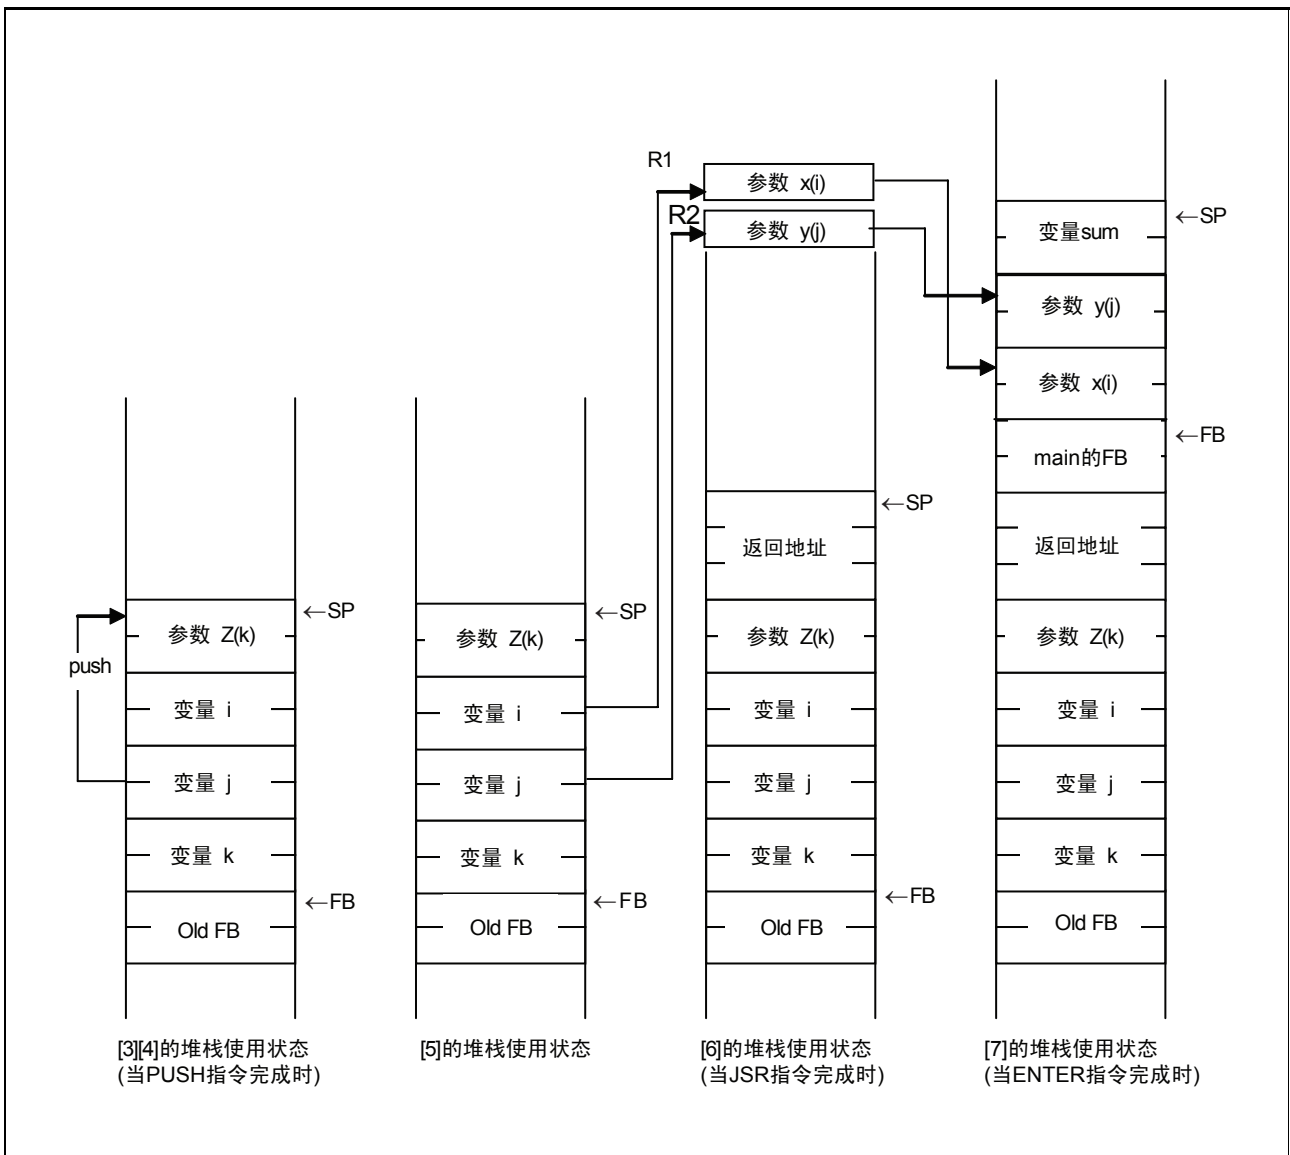 R1
参数 x(i)
R2
参数 y(j)
←SP
变量sum
参数 y(j)
参数 x(i)
←FB
main的FB
←SP
返回地址
返回地址
←SP
←SP
参数 Z(k)
参数 Z(k)
参数 Z(k)
参数 Z(k)
push
变量 i
变量 i
变量 i
变量 i
变量 j
变量 j
变量 j
变量 j
变量 k
变量 k
变量 k
变量 k
←FB
←FB
←FB
Old FB
Old FB
Old FB
Old FB
[3][4]的堆栈使用状态
(当PUSH指令完成时)
[5]的堆栈使用状态
[6]的堆栈使用状态
(当JSR指令完成时)
[7]的堆栈使用状态
(当ENTER指令完成时)